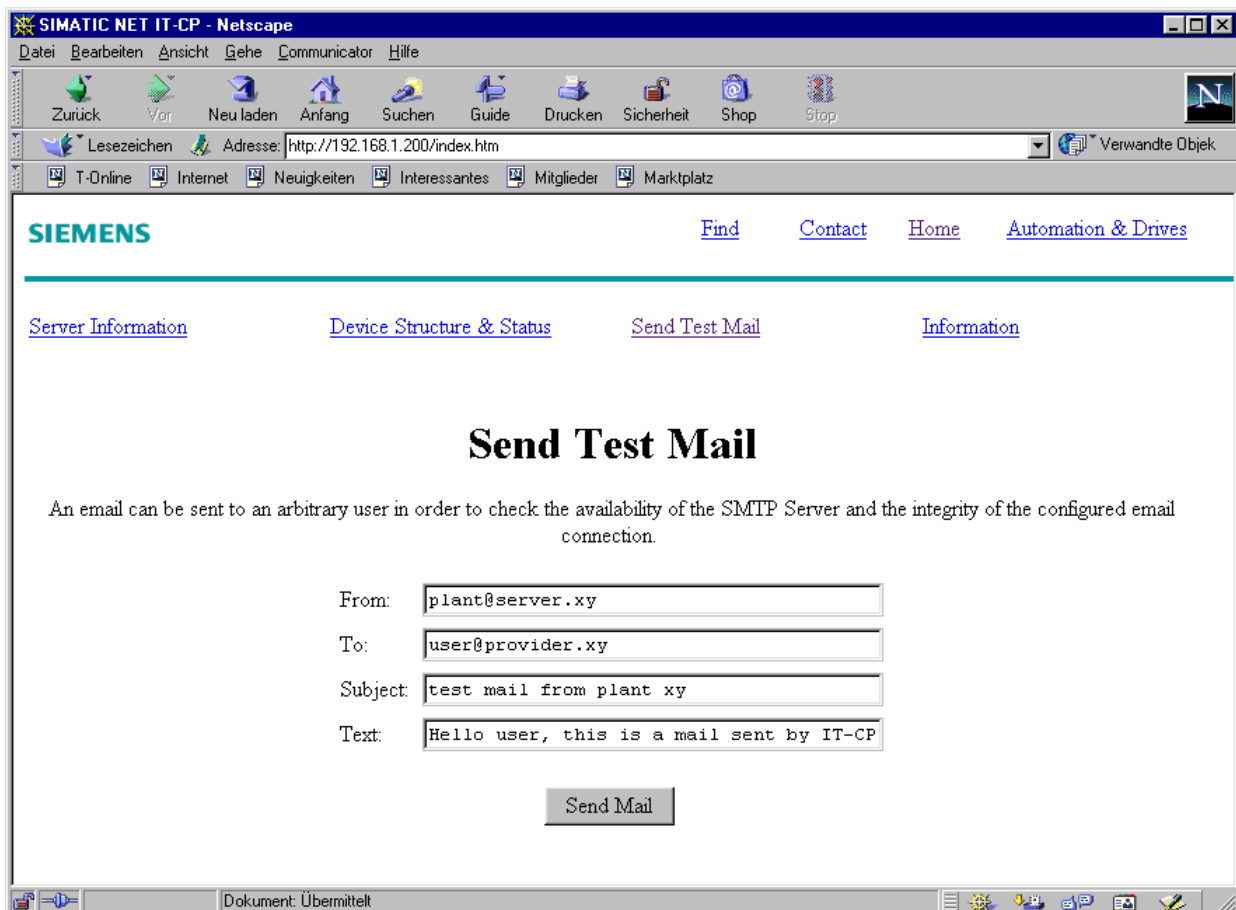 SIMATIC NET IT-CP - Netscape
Datei Bearbeiten Ansicht Gehe Communicator Hilfe
Zurück Vor Neu laden Anfang Suchen Guide Drucken Sicherheit Shop Stop
Lesezeichen Adresse: http://192.168.1.200/index.htm Verwandte Objek
T-Online Internet Neuigkeiten Interessantes Mitglieder Marktplatz
SIEMENS Find Contact Home Automation & Drives
Server Information Device Structure & Status Send Test Mail Information
Send Test Mail
An email can be sent to an arbitrary user in order to check the availability of the SMTP Server and the integrity of the configured email
connection.
From: plant@server.xy
To: user@provider.xy
Subject: test mail from plant xy
Text: Hello user, this is a mail sent by IT-CP
Send Mail
Dokument: Übermittelt